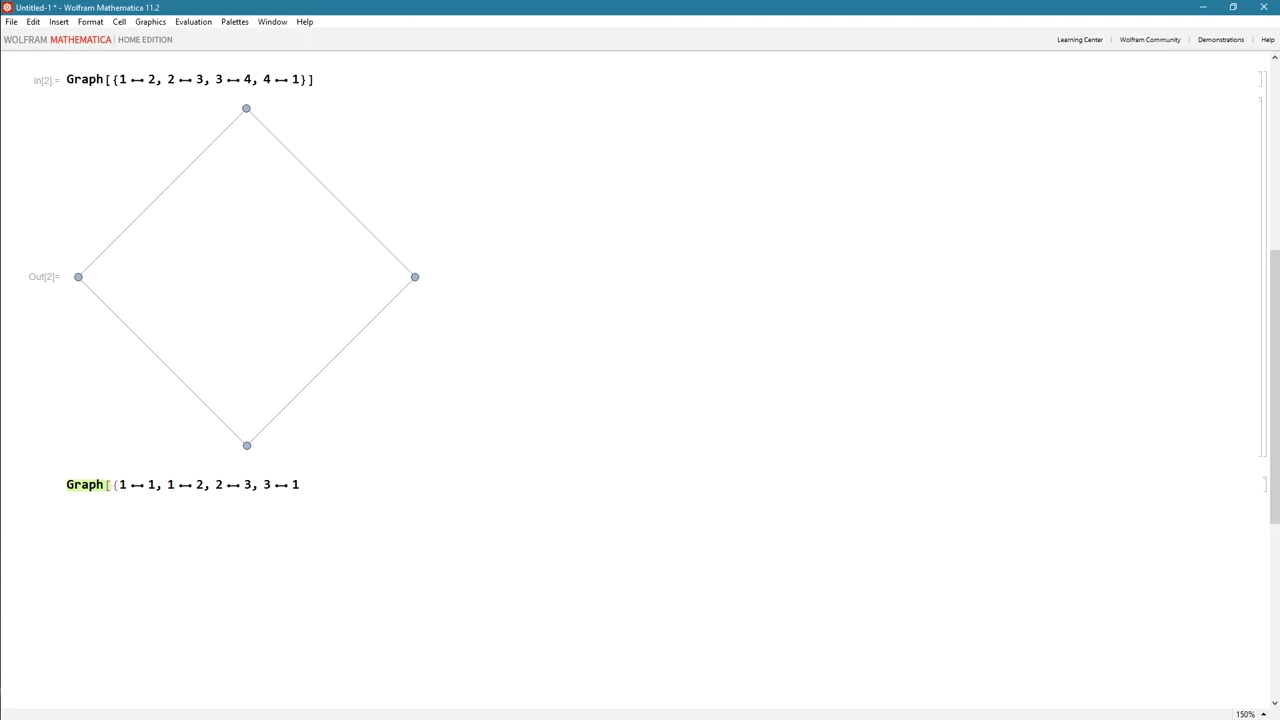 Untitled-1 * - Wolfram Mathematica 11.2
File Edit Insert Format Cell Graphics Evaluation Palettes Window Help
WOLFRAM MATHEMATICA | HOME EDITION Learning Center | Wolfram Community | Demonstrations | Help
In[2]:= Graph[{1 ⟷ 2, 2 ⟷ 3, 3 ⟷ 4, 4 ⟷ 1}]
Out[2]=
Graph[{1 ⟷ 1, 1 ⟷ 2, 2 ⟷ 3, 3 ⟷ 1
150%